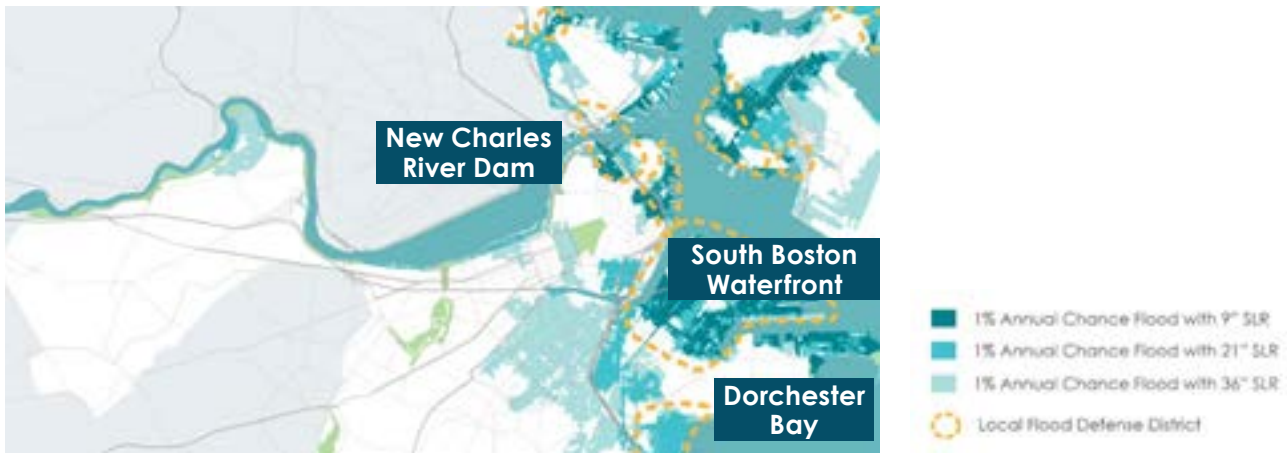 New Charles
River Dam
South Boston
Waterfront
Dorchester
Bay
1% Annual Chance Flood with 9" SLR
1% Annual Chance Flood with 21" SLR
1% Annual Chance Flood with 36" SLR
Local Flood Defense District